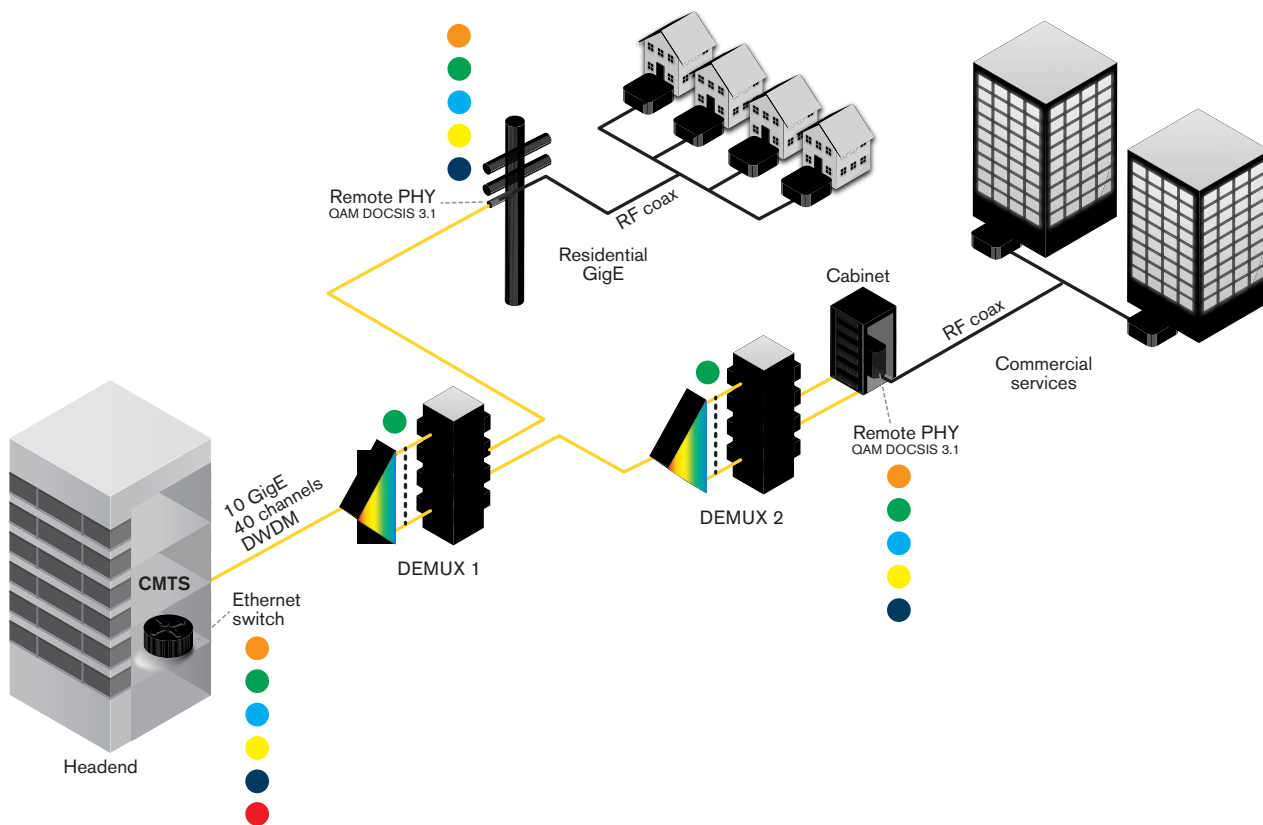 Remote PHY
QAM DOCSIS 3.1
RF coax
Residential
GigE
Cabinet
RF coax
Commercial
services
Remote PHY
QAM DOCSIS 3.1
10 GigE
40 channels
DWDM
DEMUX 1
DEMUX 2
CMTS
Ethernet
switch
Headend